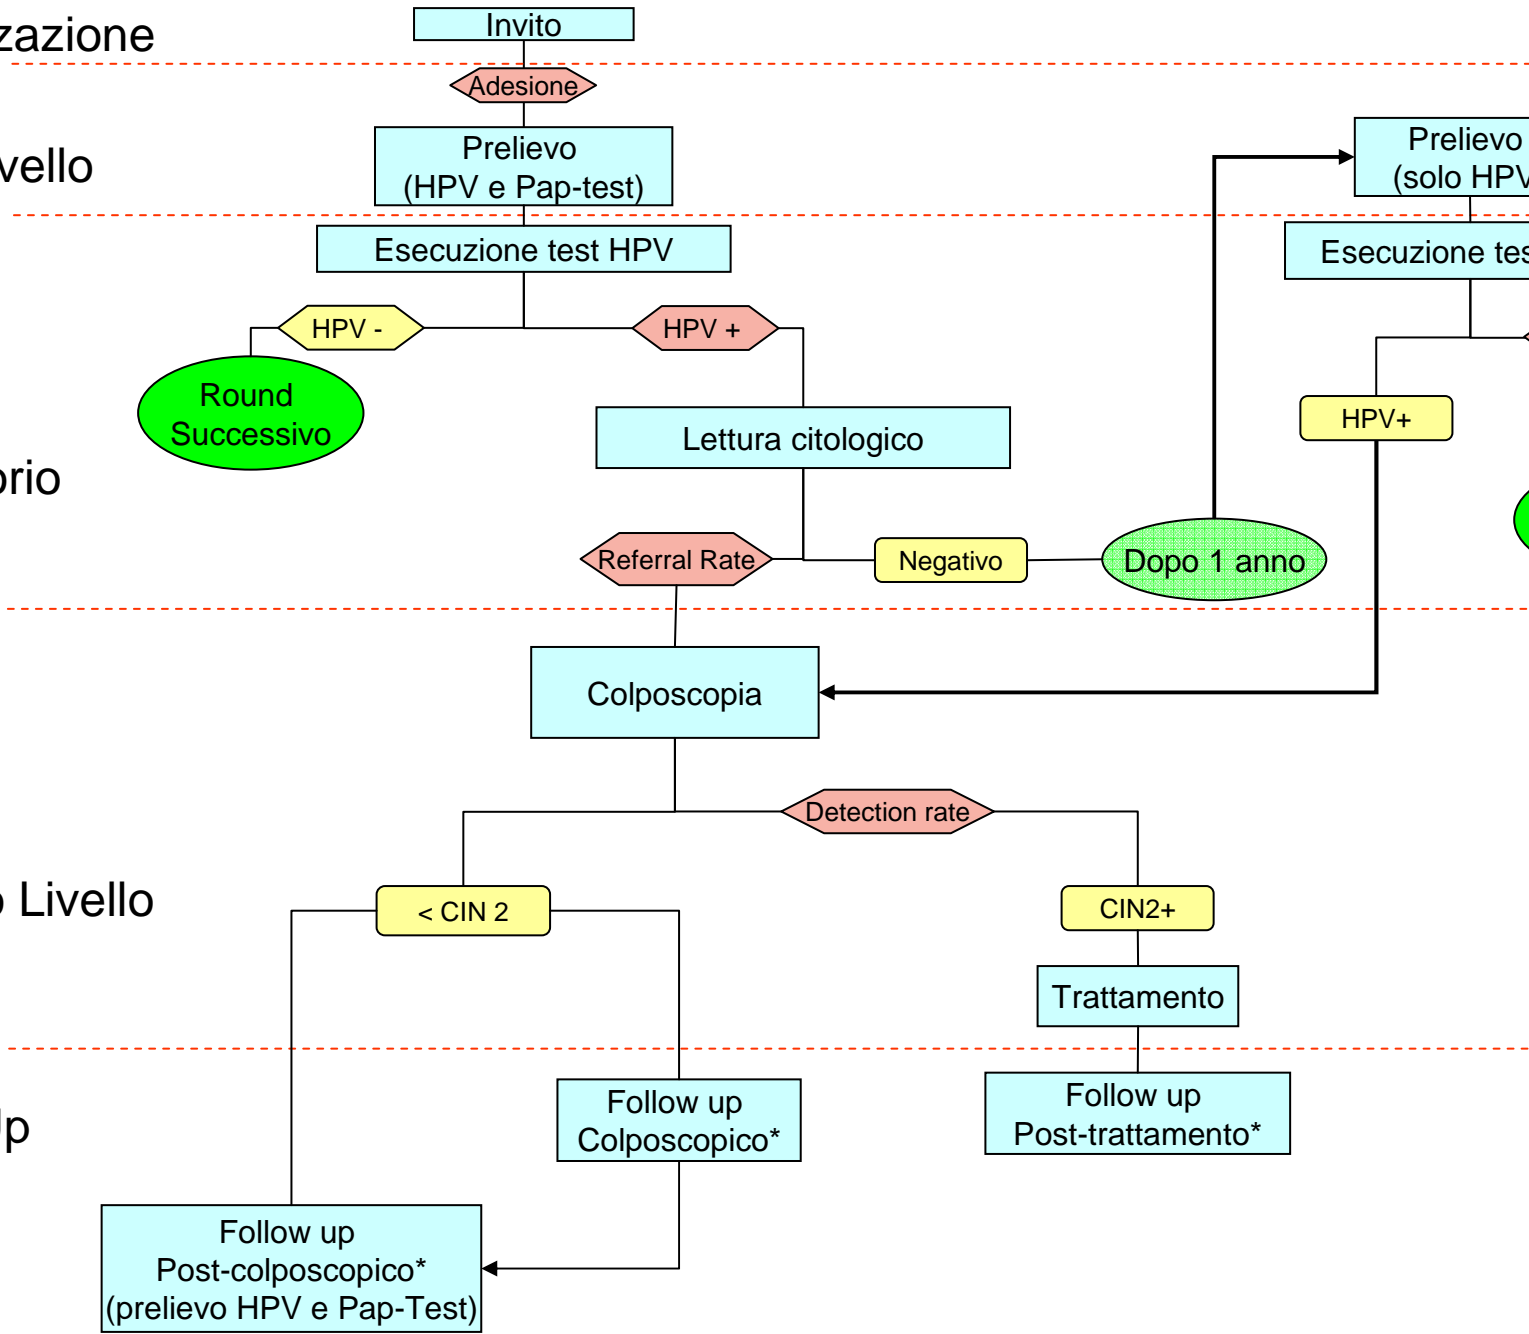 zazione
Invito
Adesione
vello
Prelievo
(HPV e Pap-test)
Prelievo
(solo HPV
Esecuzione test HPV
Esecuzione tes
HPV -
HPV +
Round
Successivo
HPV+
Lettura citologico
orio
Referral Rate
Negativo
Dopo 1 anno
Colposcopia
Detection rate
o Livello
< CIN 2
CIN2+
Trattamento
Up
Follow up
Colposcopico*
Follow up
Post-trattamento*
Follow up
Post-colposcopico*
(prelievo HPV e Pap-Test)